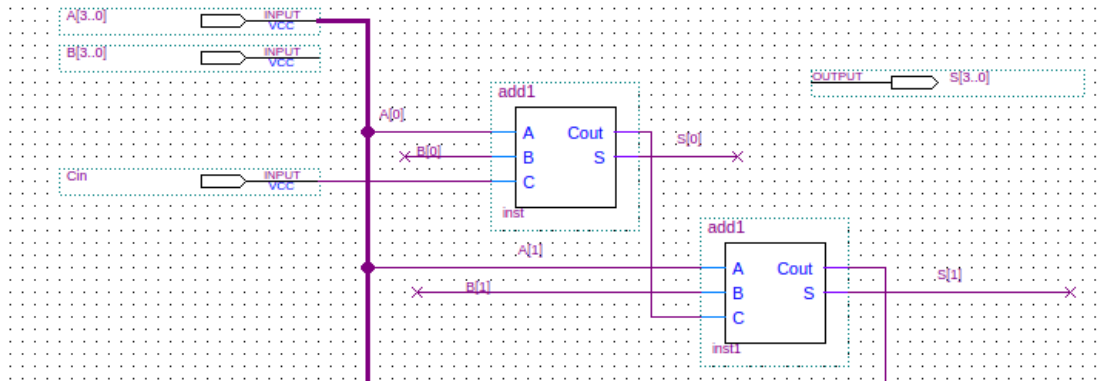 A[3..0] INPUT
VCC
B[3..0] INPUT
VCC
OUTPUT S[3..0]
add1
A[0]
A Cout
S[0]
B[0] B S
Cin INPUT
VCC
C
inst
add1
A[1]
A Cout
S[1]
B[1] B S
C
inst1